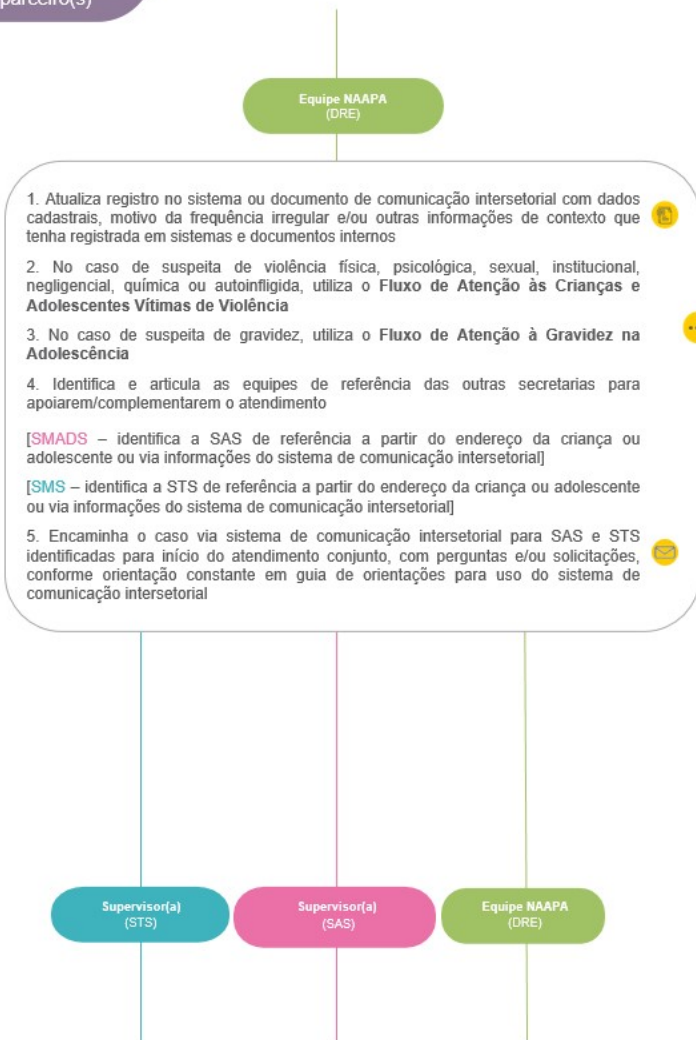 parceiro(s)
Equipe NAAPA
(DRE)
1. Atualiza registro no sistema ou documento de comunicação intersetorial com dados
cadastrais, motivo da frequência irregular e/ou outras informações de contexto que
tenha registrada em sistemas e documentos internos
2. No caso de suspeita de violência física, psicológica, sexual, institucional,
negligencial, química ou autoinfligida, utiliza o Fluxo de Atenção às Crianças e
Adolescentes Vítimas de Violência
3. No caso de suspeita de gravidez, utiliza o Fluxo de Atenção à Gravidez na
Adolescência
4. Identifica e articula as equipes de referência das outras secretarias para
apoiarem/complementarem o atendimento
[SMADS – identifica a SAS de referência a partir do endereço da criança ou
adolescente ou via informações do sistema de comunicação intersetorial]
[SMS – identifica a STS de referência a partir do endereço da criança ou adolescente
ou via informações do sistema de comunicação intersetorial]
5. Encaminha o caso via sistema de comunicação intersetorial para SAS e STS
identificadas para início do atendimento conjunto, com perguntas e/ou solicitações,
conforme orientação constante em guia de orientações para uso do sistema de
comunicação intersetorial
Supervisor(a)
(STS)
Supervisor(a)
(SAS)
Equipe NAAPA
(DRE)